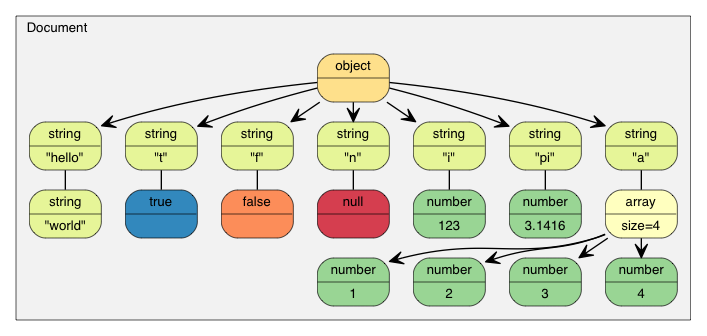 Document
object
string string string string string string string
"hello" "t" "f" "n" "i" "pi" "a"
string true false null number number array
"world" 123 3.1416 size=4
number number number number
1 2 3 4